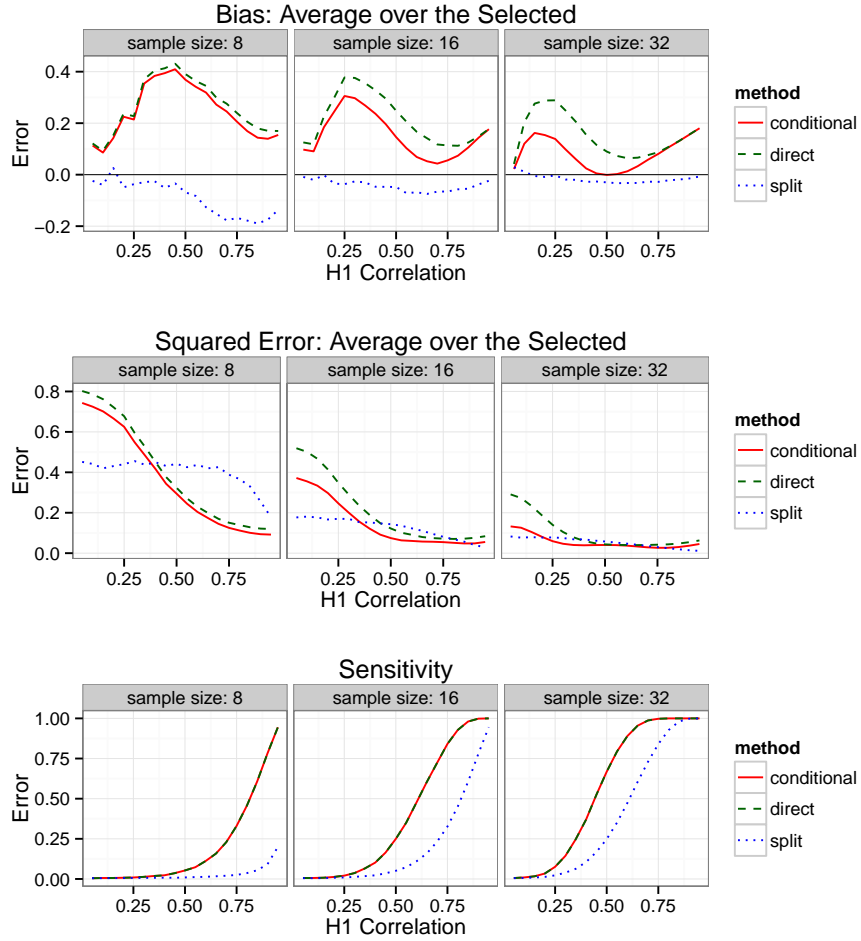 Bias: Average over the Selected
sample size: 8
sample size: 16
sample size: 32
Error
0.4
0.2
0.0
−0.2
0.25
0.50
0.75
0.25
0.50
0.75
0.25
0.50
0.75
H1 Correlation
method
conditional
direct
split
Squared Error: Average over the Selected
sample size: 8
sample size: 16
sample size: 32
Error
0.8
0.6
0.4
0.2
0.0
0.25
0.50
0.75
0.25
0.50
0.75
0.25
0.50
0.75
H1 Correlation
method
conditional
direct
split
Sensitivity
sample size: 8
sample size: 16
sample size: 32
Error
1.00
0.75
0.50
0.25
0.00
0.25
0.50
0.75
0.25
0.50
0.75
0.25
0.50
0.75
H1 Correlation
method
conditional
direct
split